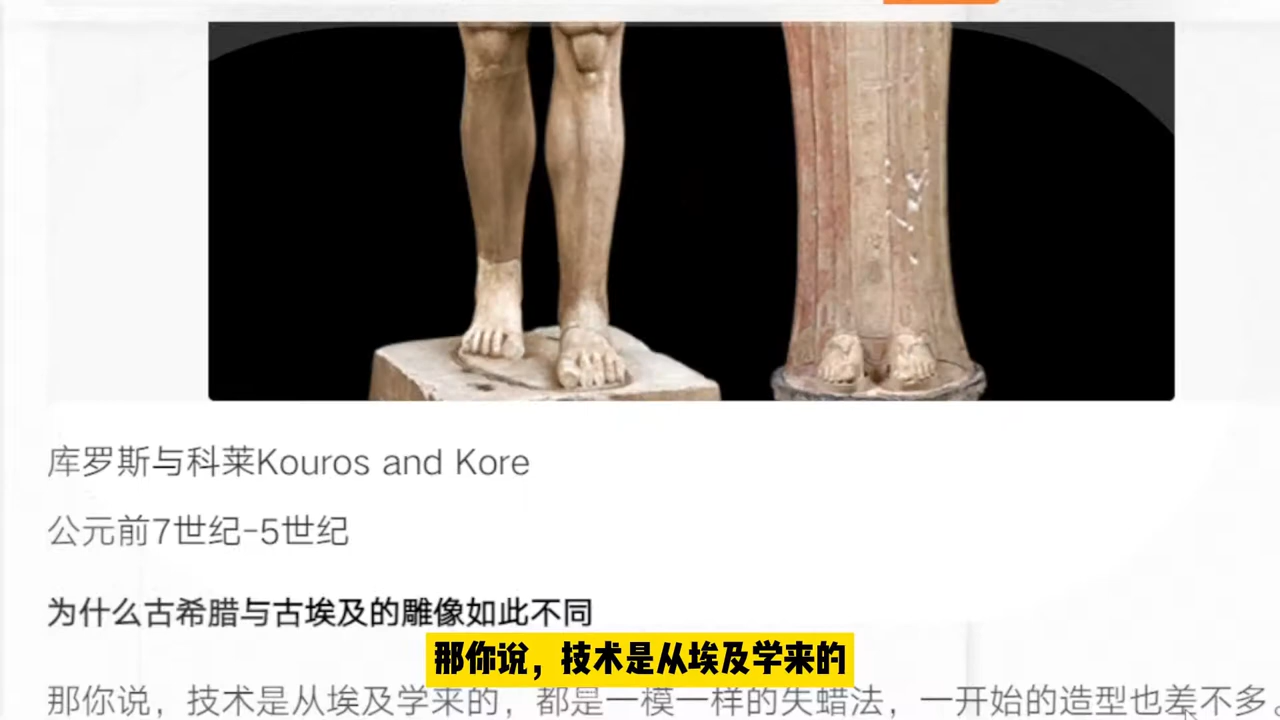 库罗斯与科莱Kouros and Kore
公元前7世纪-5世纪
为什么古希腊与古埃及的雕像如此不同
那你说，技术是从埃及学来的
那你说，技术是从埃及学来的，都是一模一样的失蜡法，一开始的造型也差不多。